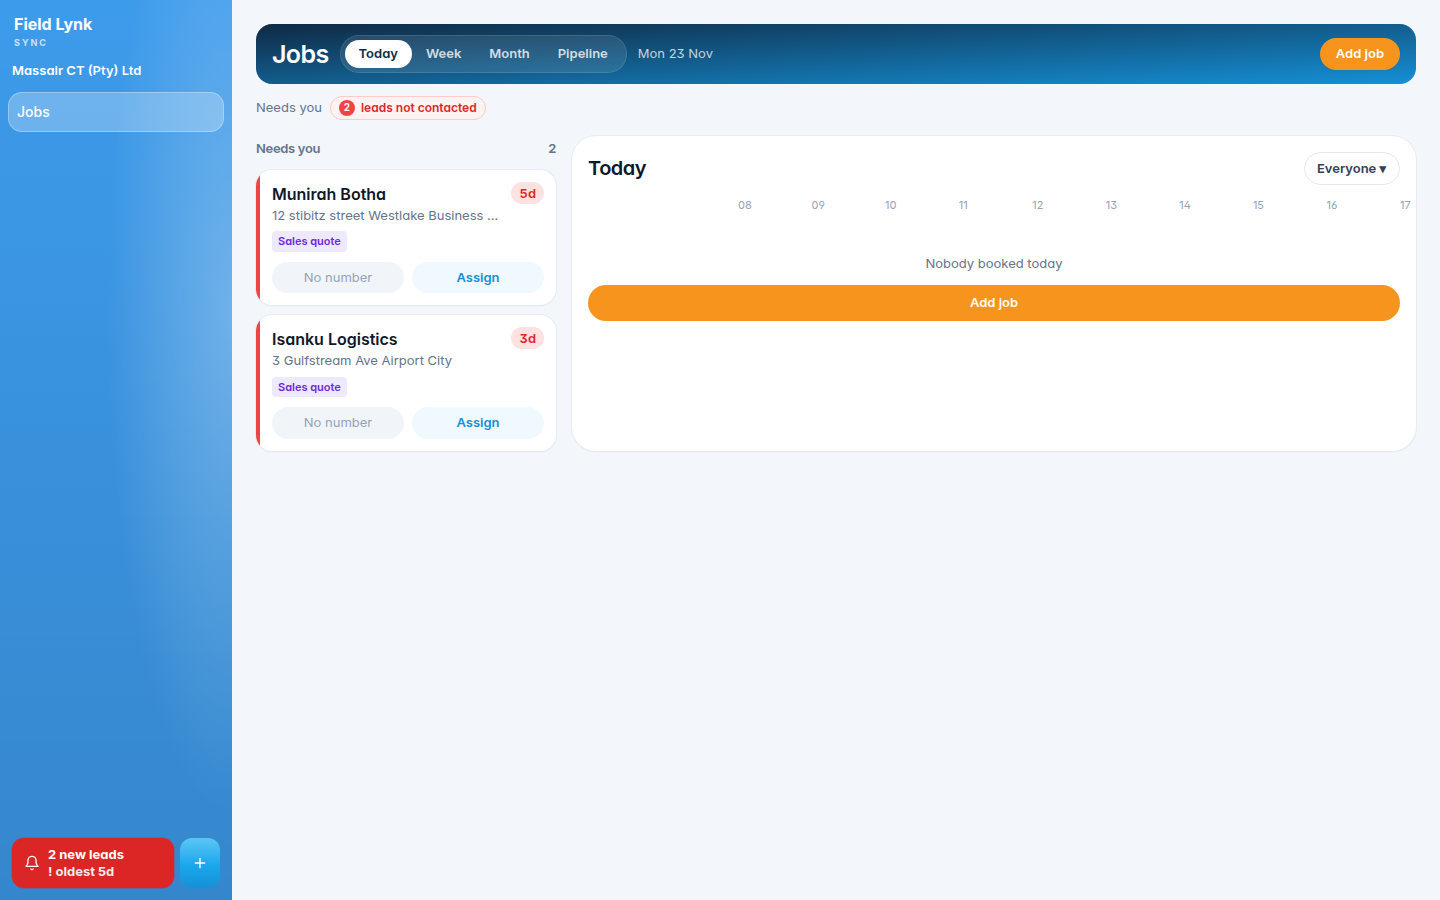 Field Lynk
SYNC
Massair CT (Pty) Ltd
Jobs
2 new leads
! oldest 5d
+
Jobs
Today
Week
Month
Pipeline
Mon 23 Nov
Add job
Needs you
2 leads not contacted
Needs you
2
Munirah Botha
5d
12 stibitz street Westlake Business ...
Sales quote
No number
Assign
Isanku Logistics
3d
3 Gulfstream Ave Airport City
Sales quote
No number
Assign
Today
Everyone ▾
08 09 10 11 12 13 14 15 16 17
Nobody booked today
Add job